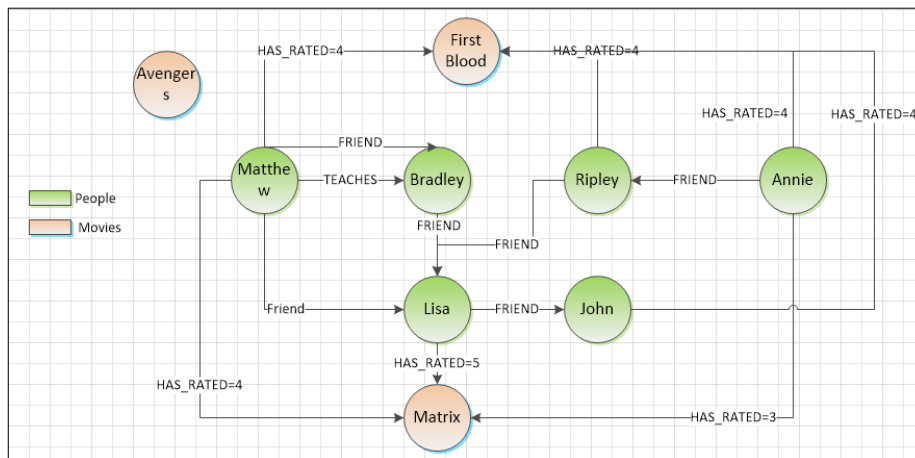 First
Blood
HAS_RATED=4
HAS_RATED=4
Avenger
s
HAS_RATED=4
HAS_RATED=4
FRIEND
Matthe
w
TEACHES
Bradley
Ripley
FRIEND
Annie
People
Movies
FRIEND
FRIEND
Friend
Lisa
FRIEND
John
HAS_RATED=5
HAS_RATED=4
Matrix
HAS_RATED=3